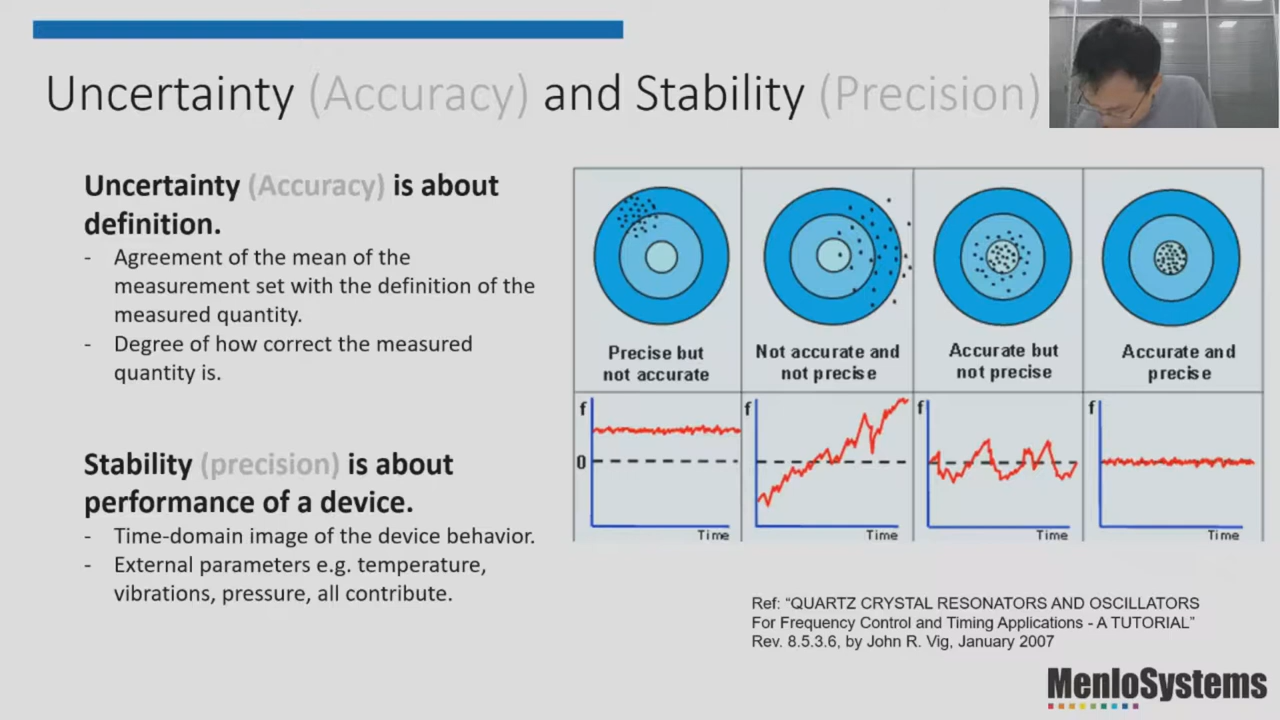 Uncertainty (Accuracy) and Stability (Precision)
Uncertainty (Accuracy) is about
definition.
- Agreement of the mean of the
measurement set with the definition of the
measured quantity.
- Degree of how correct the measured
quantity is.
Stability (precision) is about
performance of a device.
- Time-domain image of the device behavior.
- External parameters e.g. temperature,
vibrations, pressure, all contribute.
Precise but
not accurate
Not accurate and
not precise
Accurate but
not precise
Accurate and
precise
f
0
Time
f
Time
f
Time
f
Time
Ref: “QUARTZ CRYSTAL RESONATORS AND OSCILLATORS
For Frequency Control and Timing Applications - A TUTORIAL”
Rev. 8.5.3.6, by John R. Vig, January 2007
MenloSystems